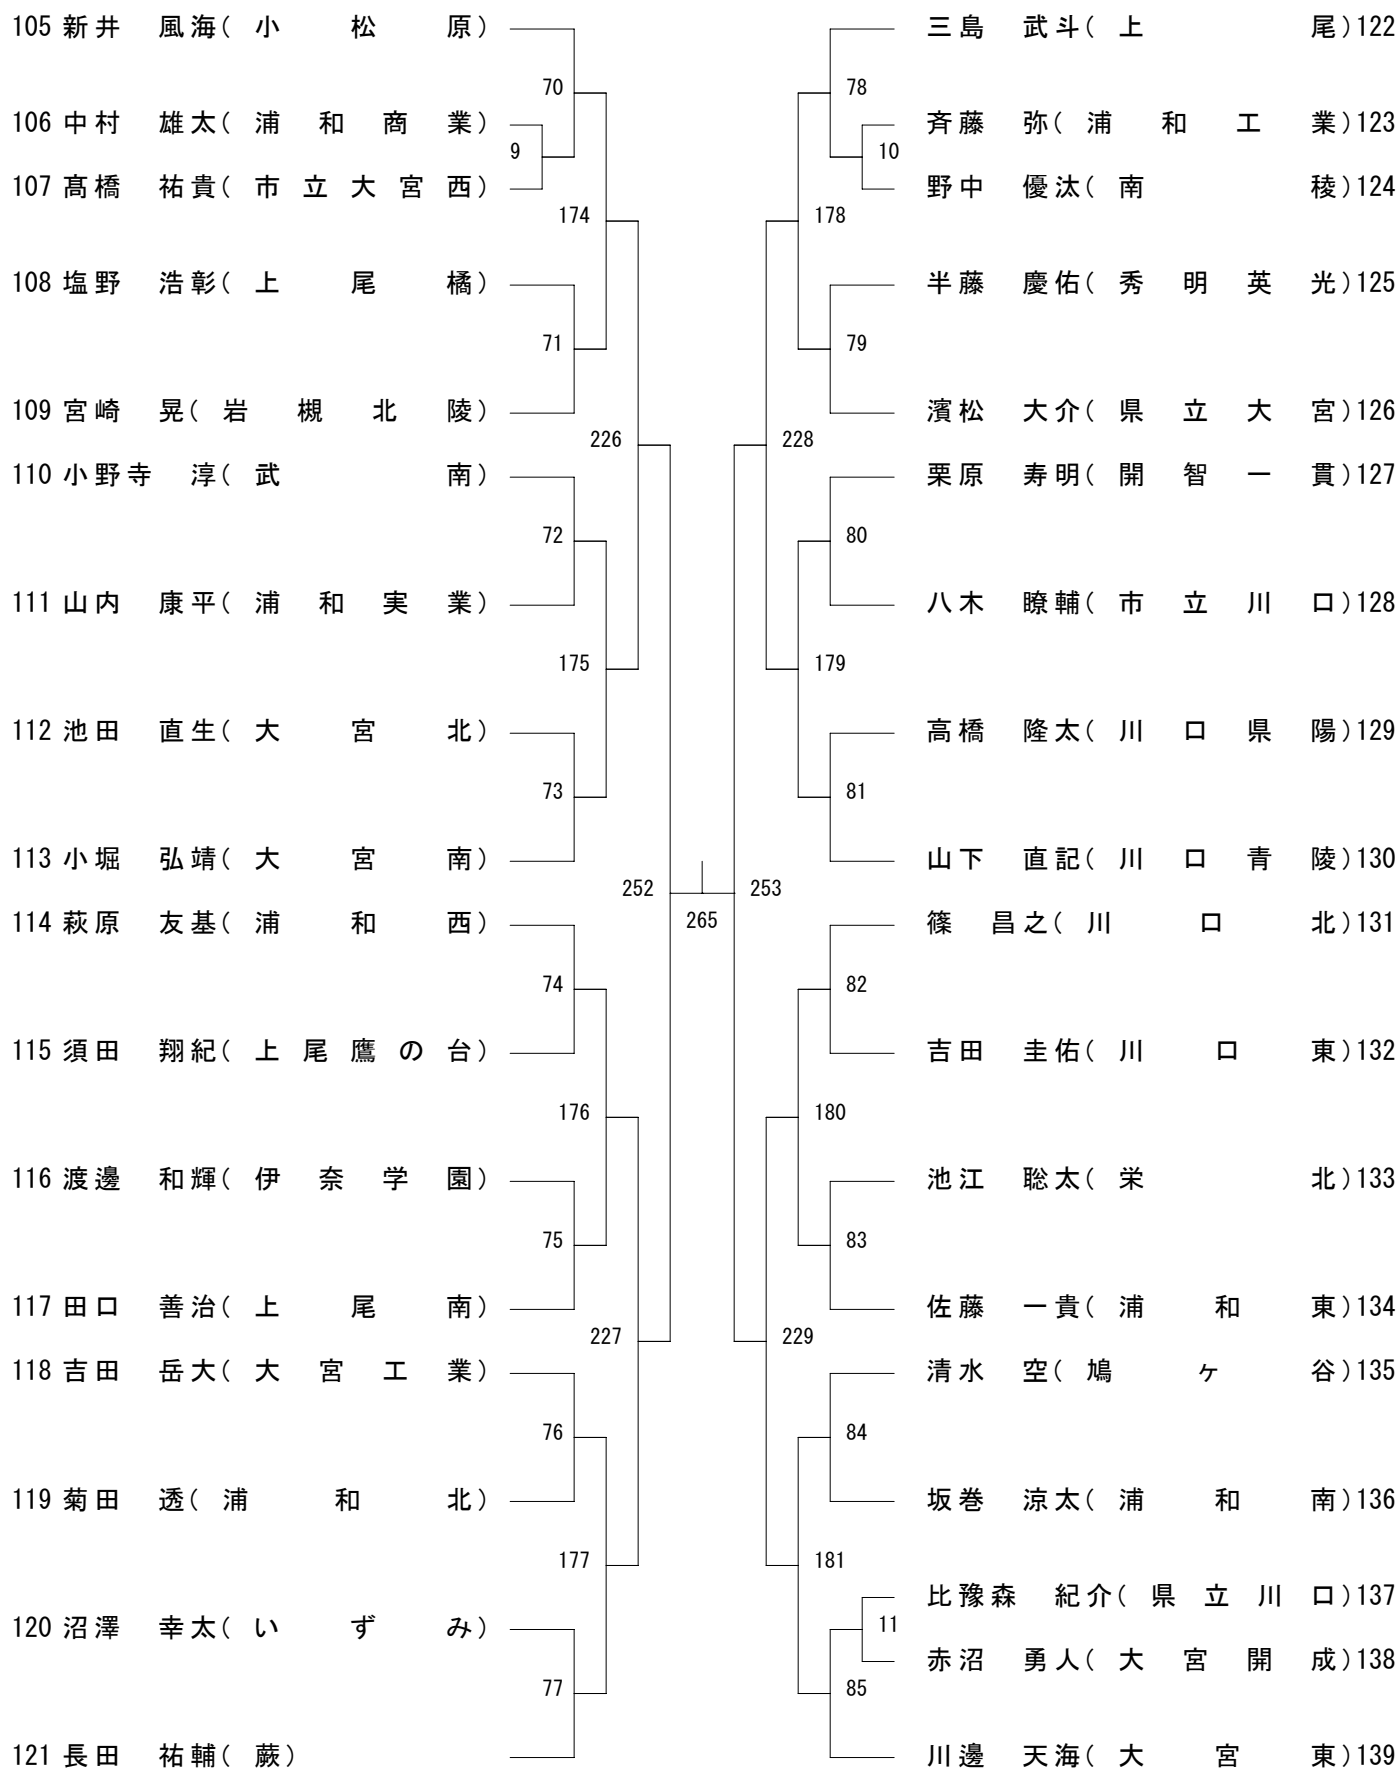 105 新井 風海(小松原)
70
106 中村 雄太(浦和商業)
9
107 髙橋 祐貴(市立大宮西)
174
108 塩野 浩彰(上尾橘)
71
109 宮崎 晃(岩槻北陵)
226
110 小野寺 淳(武南)
72
111 山内 康平(浦和実業)
175
112 池田 直生(大宮北)
73
113 小堀 弘靖(大宮南)
252
114 萩原 友基(浦和西)
74
115 須田 翔紀(上尾鷹の台)
176
116 渡邊 和輝(伊奈学園)
75
117 田口 善治(上尾南)
227
118 吉田 岳大(大宮工業)
76
119 菊田 透(浦和北)
177
120 沼澤 幸太(いずみ)
77
121 長田 祐輔(蕨)
265
三島 武斗(上尾)122
78
斉藤 弥(浦和工業)123
10
野中 優汰(南稜)124
178
半藤 慶佑(秀明英光)125
79
濱松 大介(県立大宮)126
228
栗原 寿明(開智一貫)127
80
八木 瞭輔(市立川口)128
179
高橋 隆太(川口県陽)129
81
山下 直記(川口青陵)130
253
篠 昌之(川口北)131
82
吉田 圭佑(川口東)132
180
池江 聡太(栄北)133
83
佐藤 一貴(浦和東)134
229
清水 空(鳩ヶ谷)135
84
坂巻 涼太(浦和南)136
181
比豫森 紀介(県立川口)137
11
赤沼 勇人(大宮開成)138
85
川邊 天海(大宮東)139